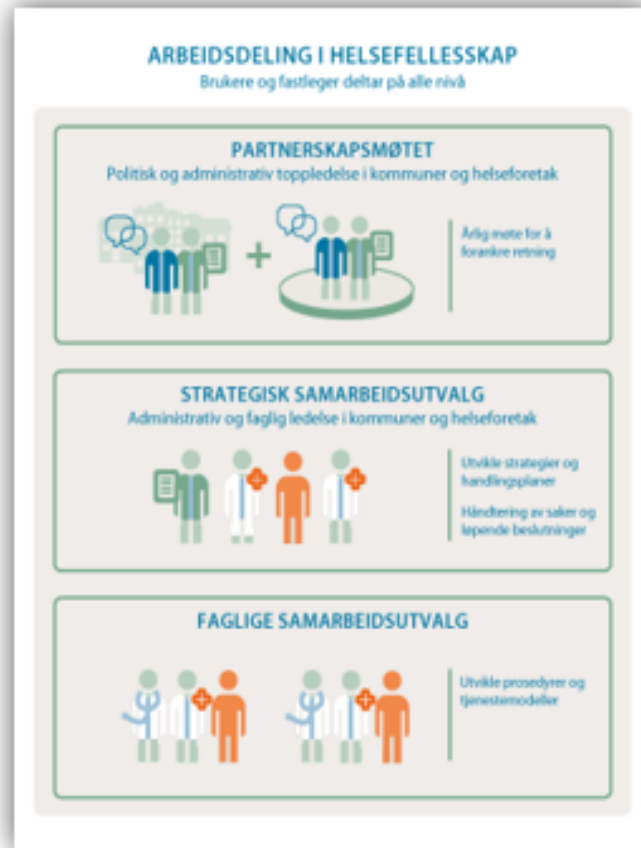 ARBEIDSDELING I HELSEFELLESSKAP
Brukere og fastleger deltar på alle nivå
PARTNERSKAPSMØTET
Politisk og administrativ toppledelse i kommuner og helseforetak
Årlig møte for å
forankre retning
STRATEGISK SAMARBEIDSUTVALG
Administrativ og faglig ledelse i kommuner og helseforetak
Utvikle strategier og
handlingsplaner
Håndtering av saker og
løpende beslutninger
FAGLIGE SAMARBEIDSUTVALG
Utvikle prosedyrer og
tjenestemodeller